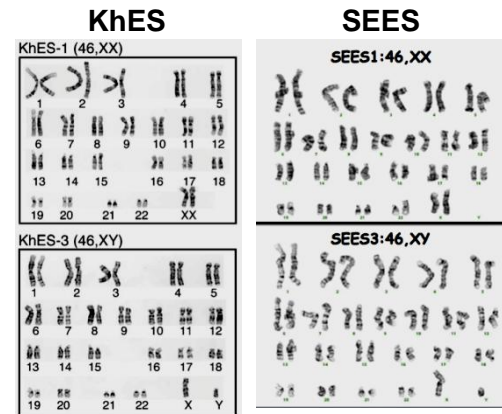 KhES
SEES
KhES-1 (46,XX)
1 2 3 4 5
6 7 8 9 10 11 12
13 14 15 16 17 18
19 20 21 22 XX
KhES-3 (46,XY)
1 2 3 4 5
6 7 8 9 10 11 12
13 14 15 16 17 18
19 20 21 22 X Y
SEES1:46,XX
SEES3:46,XY